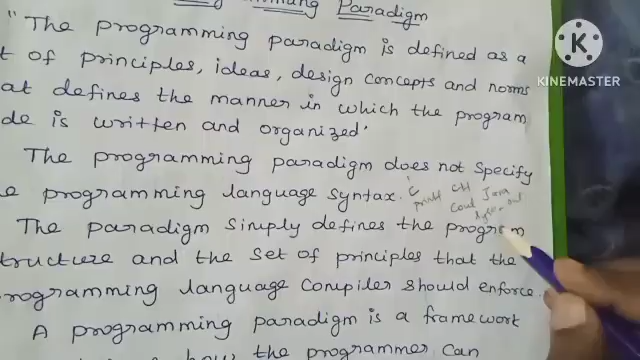 Paradigm
"The programming paradigm is defined as a
t of principles, ideas, design concepts and norms
at defines the manner in which the program
de is written and organized'
The programming paradigm does not specify
e programming language syntax. C C++ Java
printf Cout
The paradigm simply defines the program
tructure and the set of principles that the
rogramming language compiler should enforce.
A programming paradigm is a framework
how the programmer can
KINEMASTER